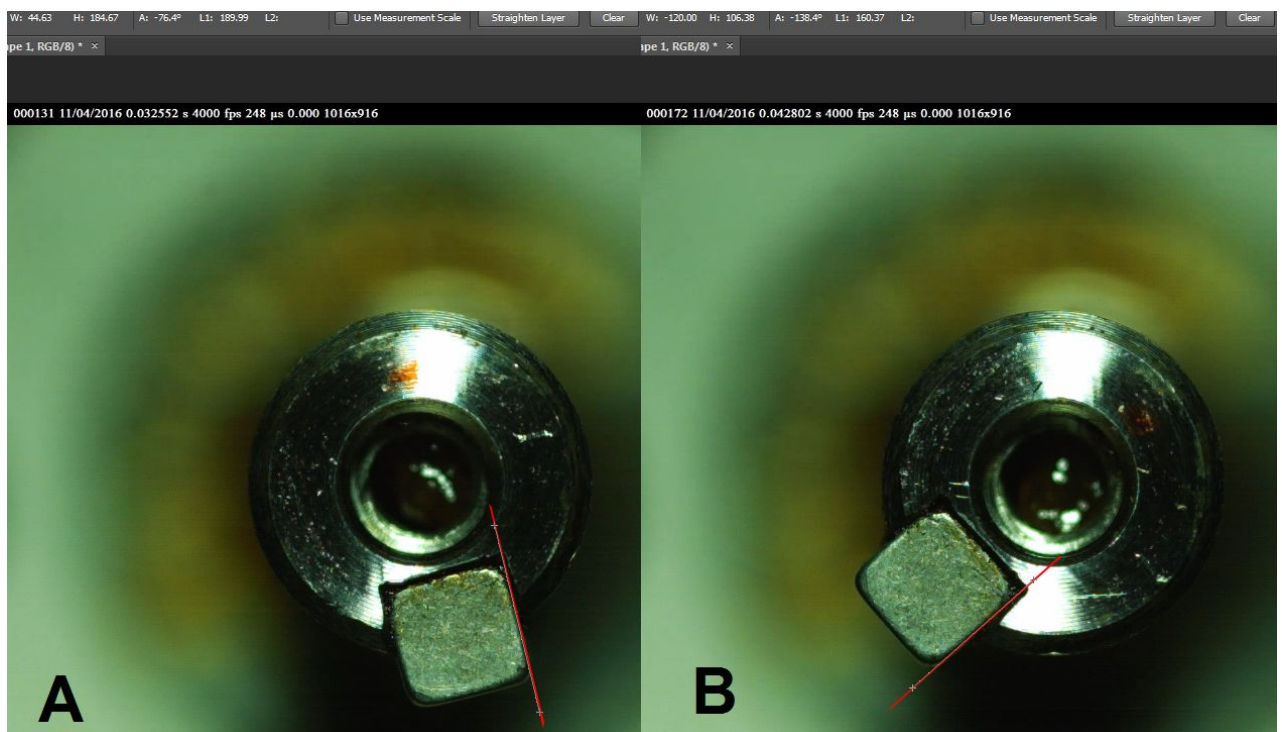 W: 44.63 H: 184.67 A: -76.4° L1: 189.99 L2: Use Measurement Scale Straighten Layer Clear
W: -120.00 H: 106.38 A: -138.4° L1: 160.37 L2: Use Measurement Scale Straighten Layer Clear
ape 1, RGB/8) * ×
ape 1, RGB/8) * ×
000131 11/04/2016 0.032552 s 4000 fps 248 µs 0.000 1016x916
000172 11/04/2016 0.042802 s 4000 fps 248 µs 0.000 1016x916
A
B